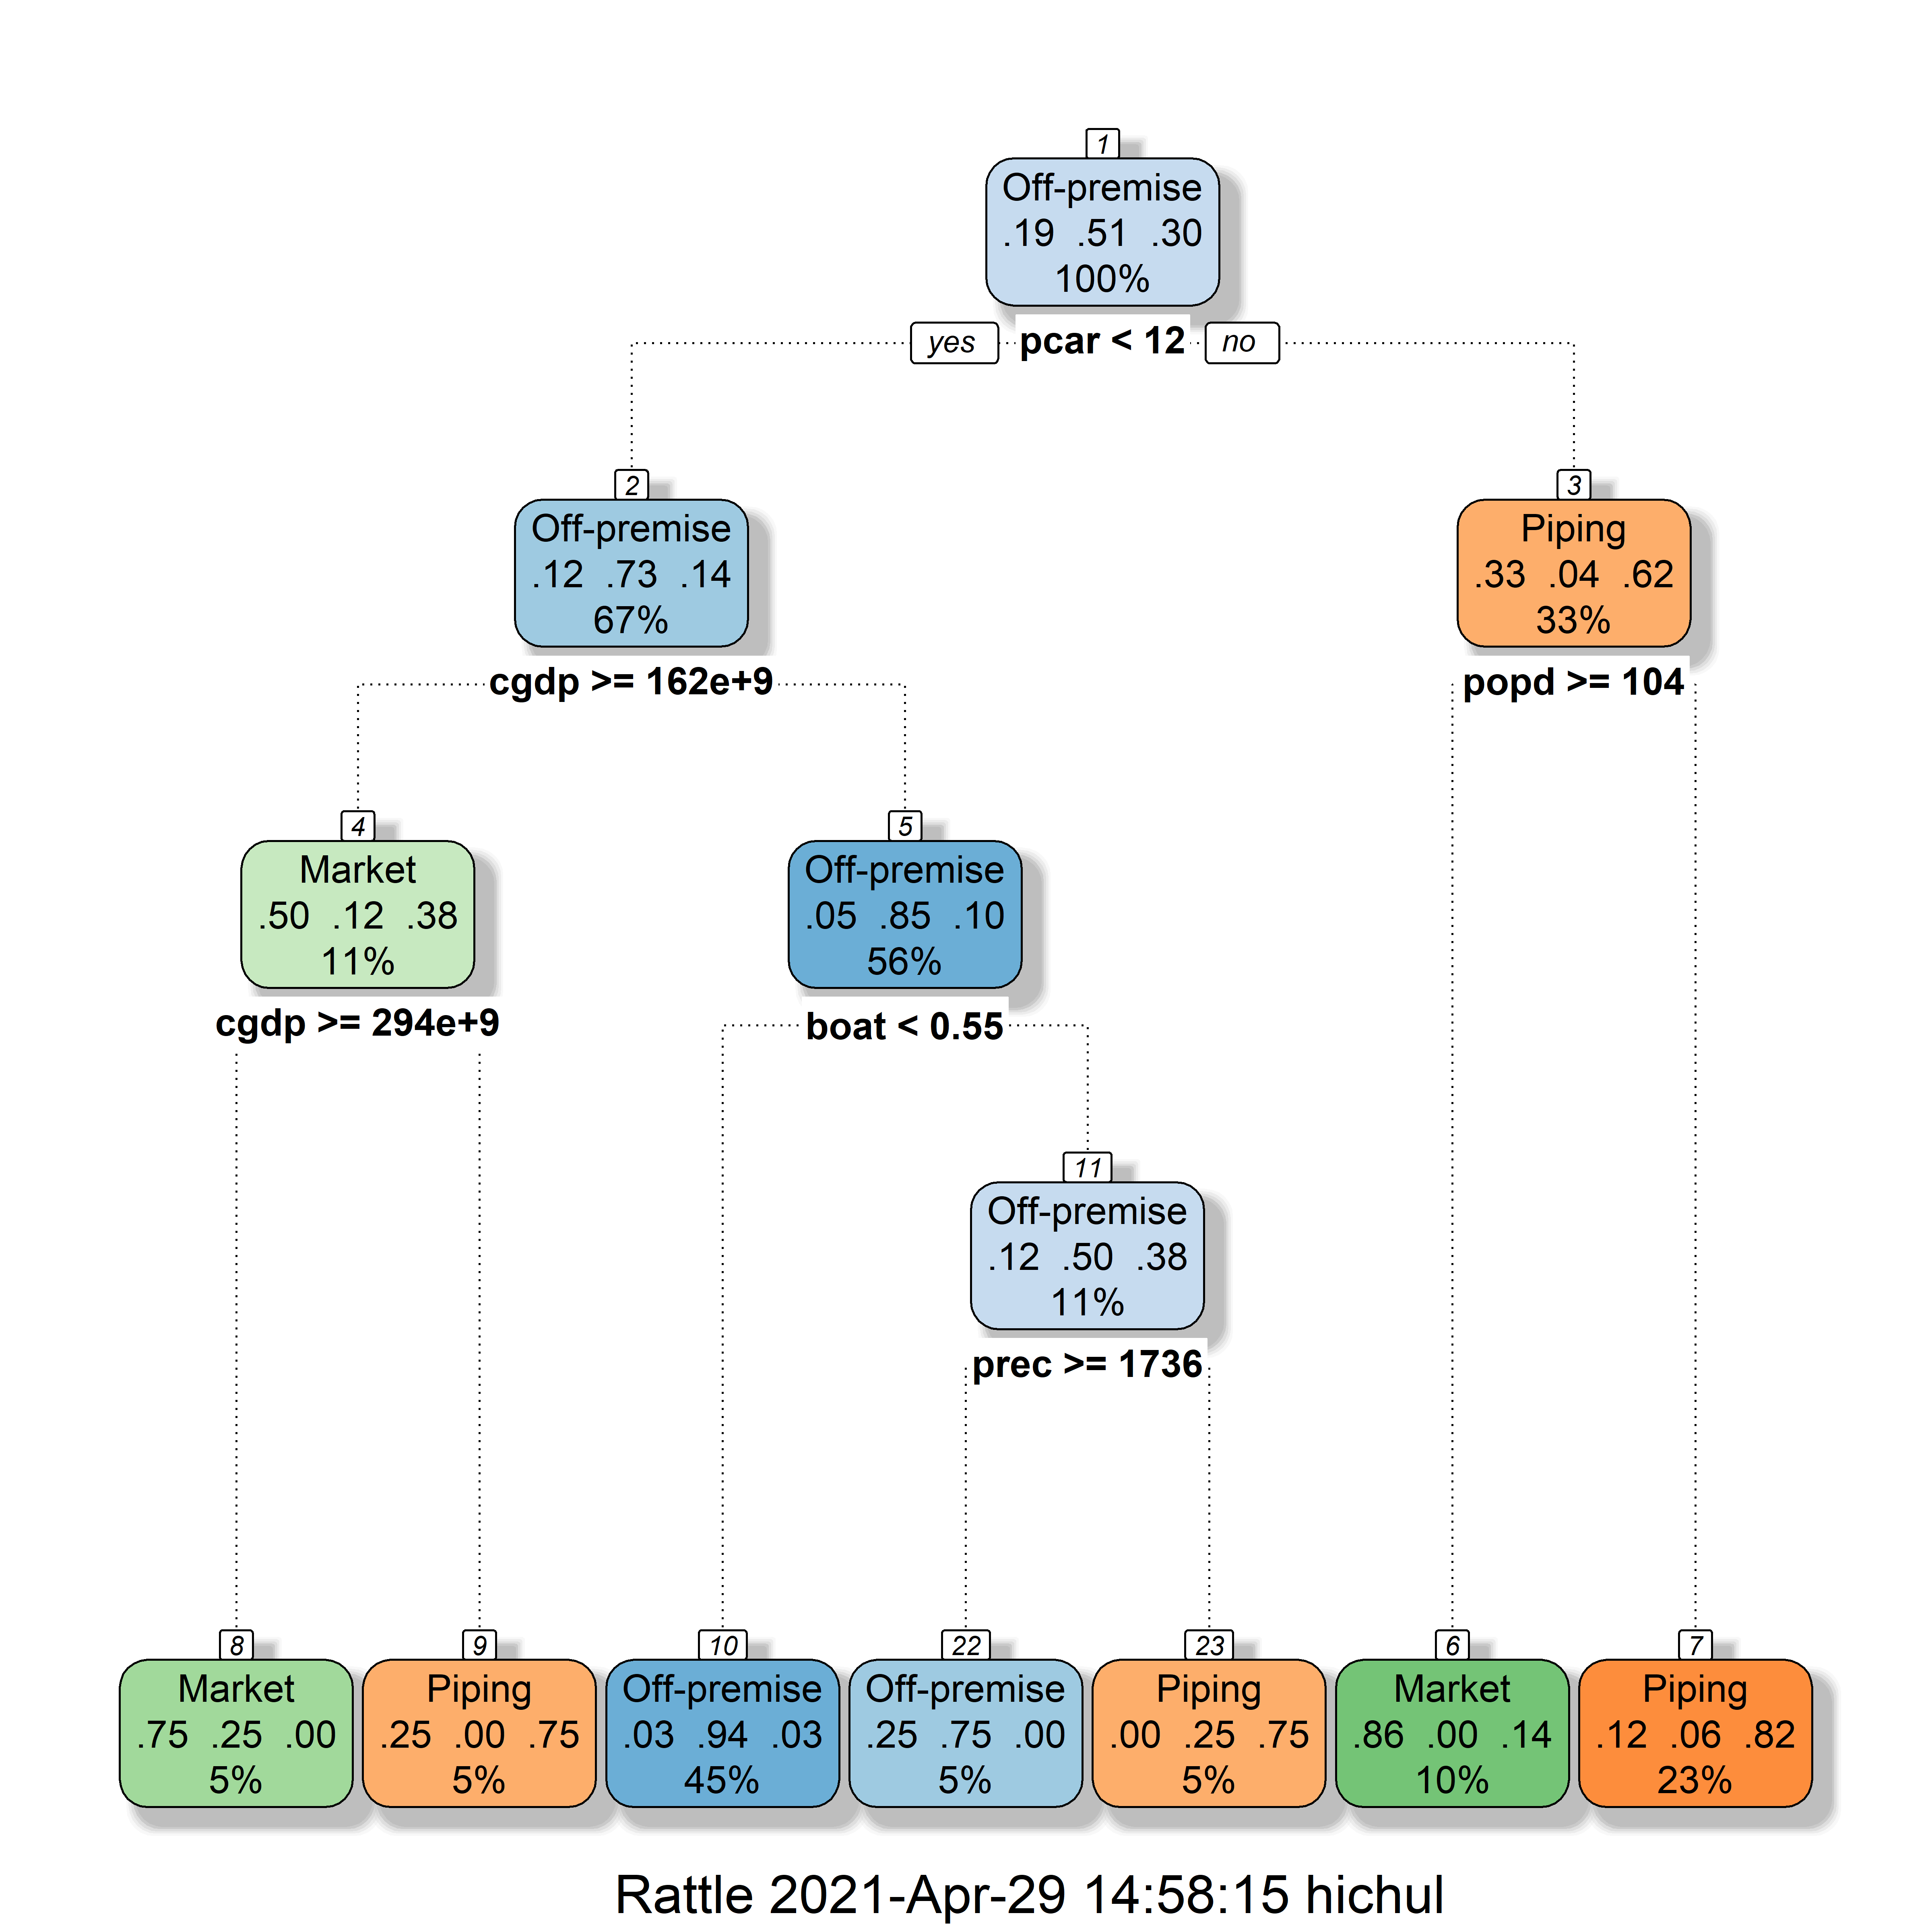 1
Off-premise
.19 .51 .30
100%
yes pcar < 12 no
2
Off-premise
.12 .73 .14
67%
3
Piping
.33 .04 .62
33%
cgdp >= 162e+9
popd >= 104
4
Market
.50 .12 .38
11%
5
Off-premise
.05 .85 .10
56%
cgdp >= 294e+9
boat < 0.55
11
Off-premise
.12 .50 .38
11%
prec >= 1736
8
Market
.75 .25 .00
5%
9
Piping
.25 .00 .75
5%
10
Off-premise
.03 .94 .03
45%
22
Off-premise
.25 .75 .00
5%
23
Piping
.00 .25 .75
5%
6
Market
.86 .00 .14
10%
7
Piping
.12 .06 .82
23%
Rattle 2021-Apr-29 14:58:15 hichul